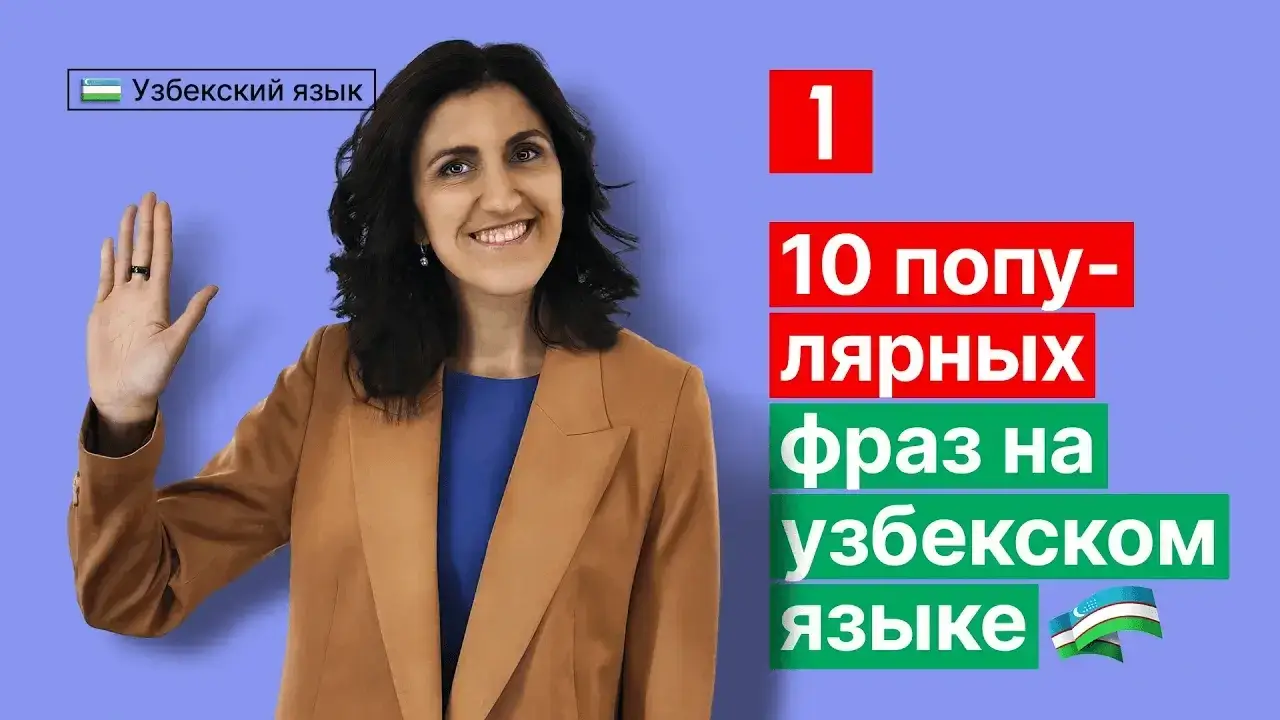 Узбекский язык
1
10 попу-
лярных
фраз на
узбекском
языке